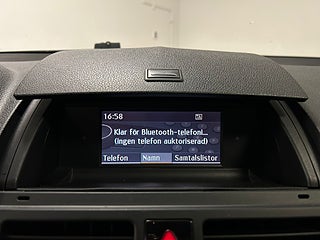 16:58
Klar för Bluetooth-telefoni...
(ingen telefon auktoriserad)
Telefon Namn Samtalslistor